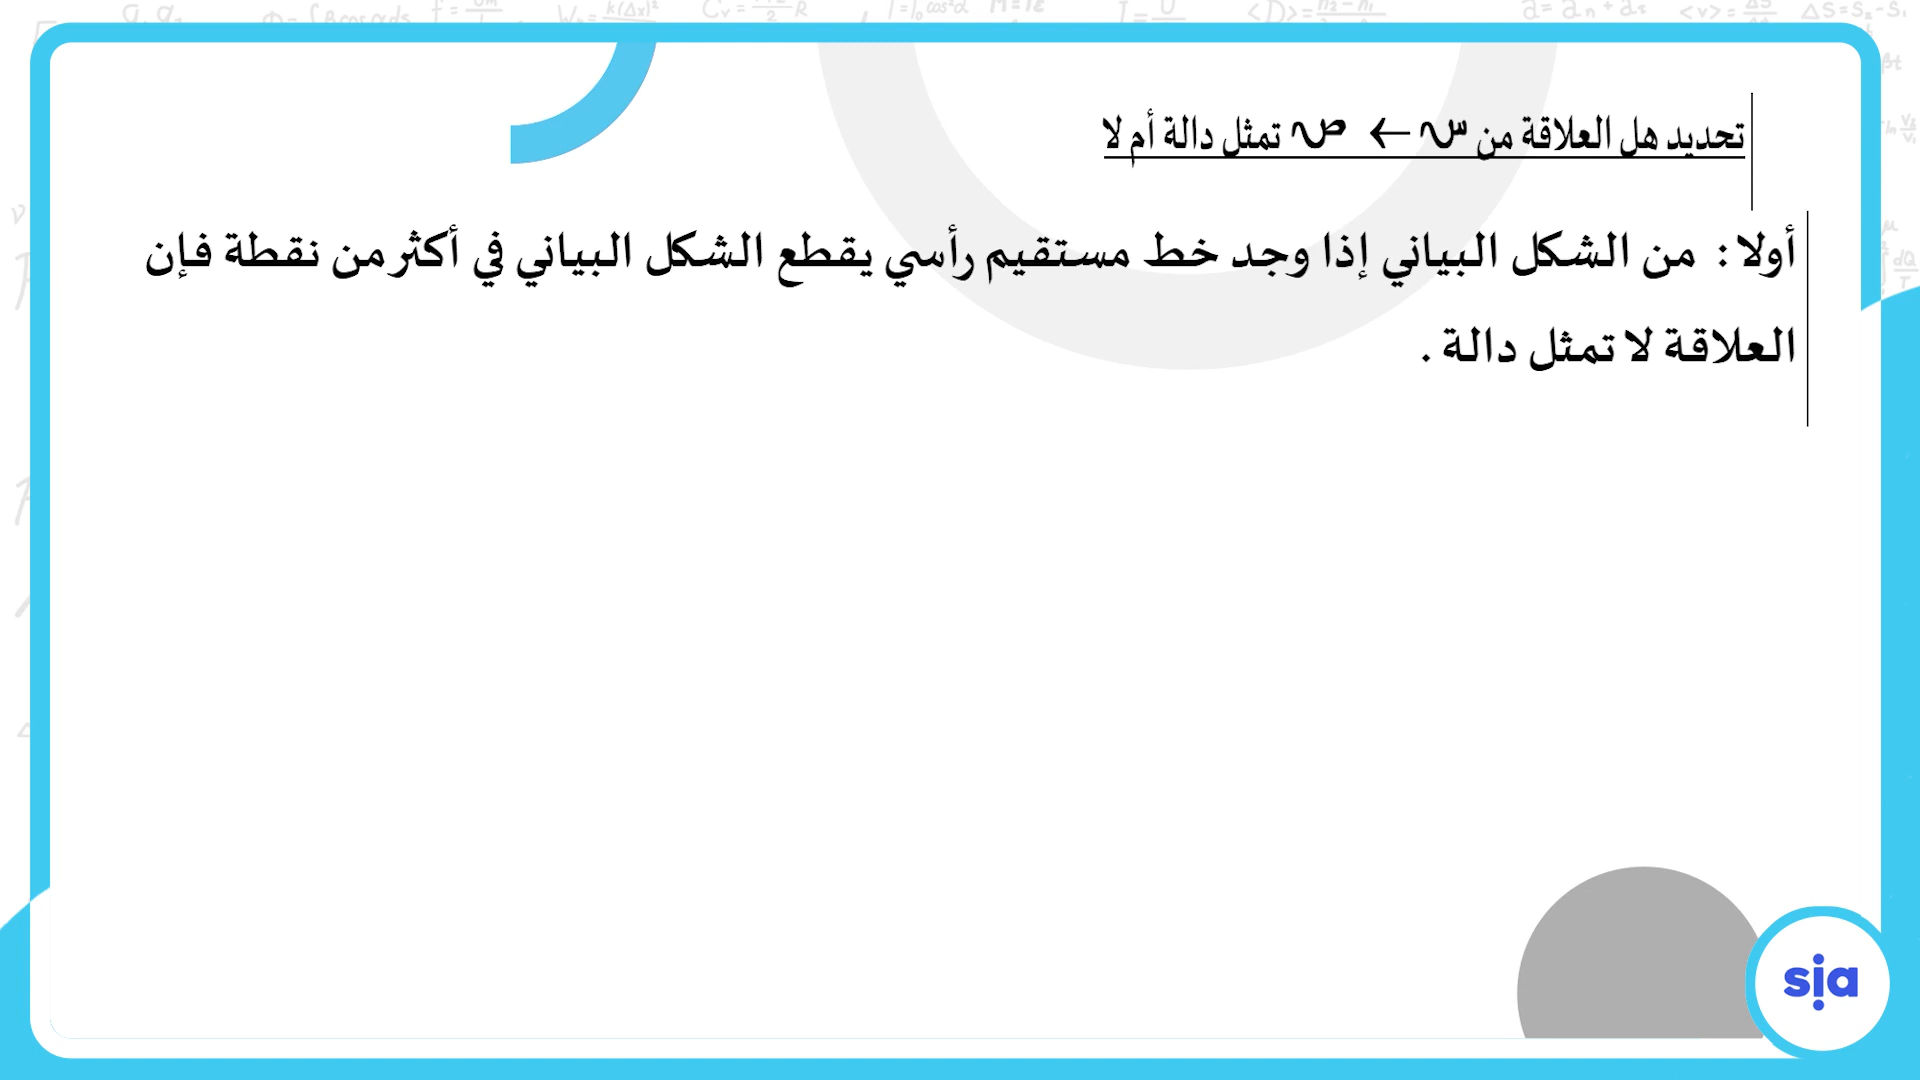 تحديد هل العلاقة من س ← ص تمثل دالة أم لا
أولا : من الشكل البياني إذا وجد خط مستقيم رأسي يقطع الشكل البياني في أكثر من نقطة فإن
العلاقة لا تمثل دالة .
sia